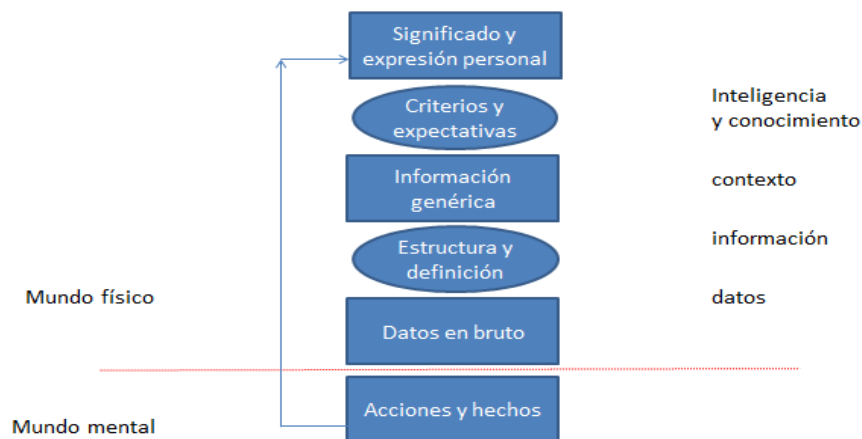 Significado y
expresión personal
Criterios y
expectativas
Inteligencia
y conocimiento
Información
genérica
contexto
Estructura y
definición
información
Mundo físico
datos
Datos en bruto
Acciones y hechos
Mundo mental